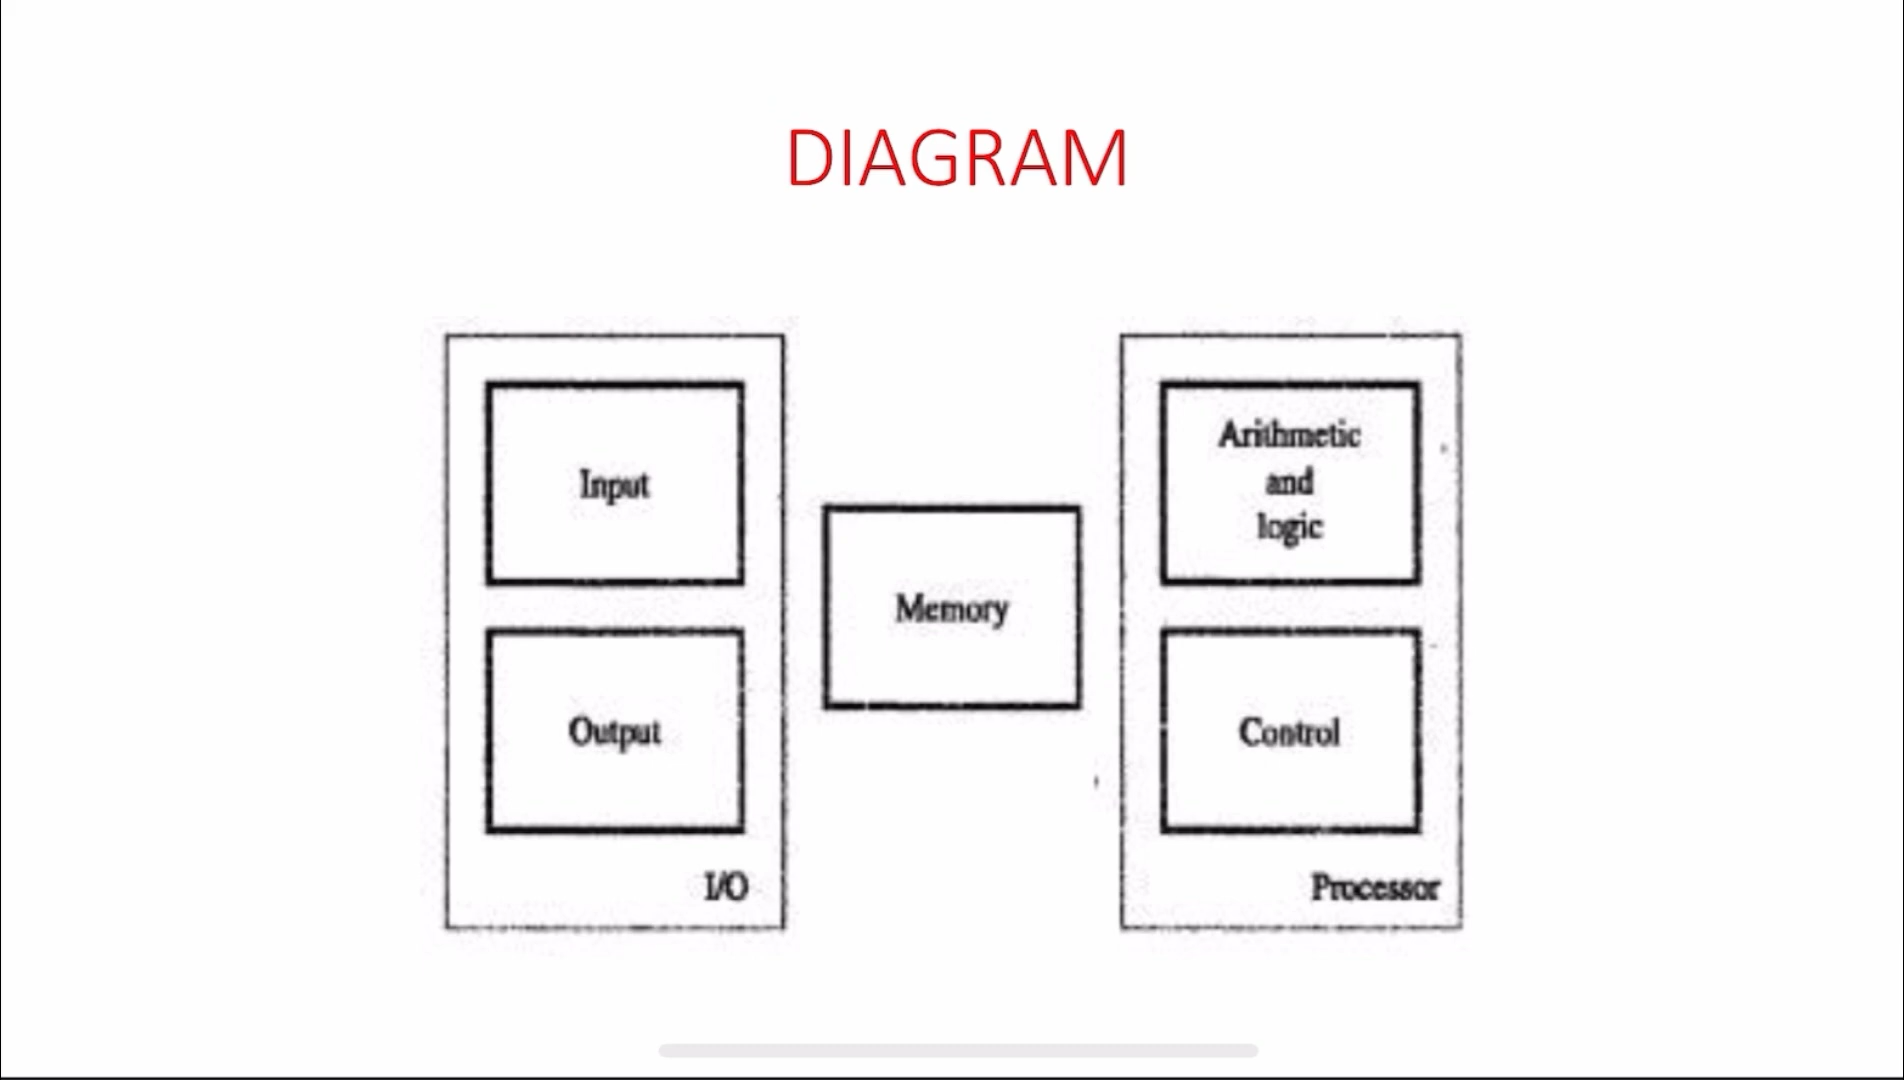 DIAGRAM
Input
Output
I/O
Memory
Arithmetic
and
logic
Control
Processor